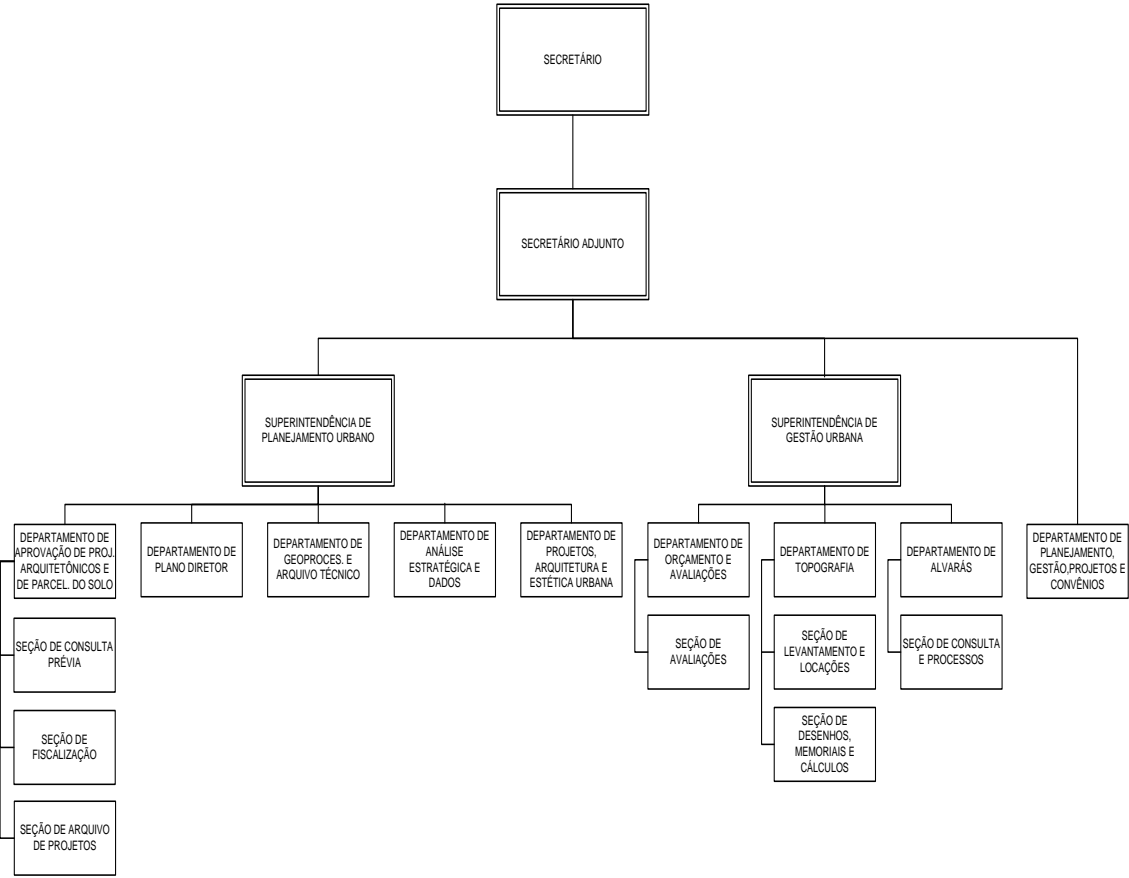 SECRETÁRIO
SECRETÁRIO ADJUNTO
SUPERINTENDÊNCIA DE
PLANEJAMENTO URBANO
SUPERINTENDÊNCIA DE
GESTÃO URBANA
DEPARTAMENTO DE
APROVAÇÃO DE PROJ.
ARQUITETÔNICOS E
DE PARCEL. DO SOLO
DEPARTAMENTO DE
PLANO DIRETOR
DEPARTAMENTO DE
GEOPROCES. E
ARQUIVO TÉCNICO
DEPARTAMENTO DE
ANÁLISE
ESTRATÉGICA E
DADOS
DEPARTAMENTO DE
PROJETOS,
ARQUITETURA E
ESTÉTICA URBANA
DEPARTAMENTO DE
ORÇAMENTO E
AVALIAÇÕES
DEPARTAMENTO DE
TOPOGRAFIA
DEPARTAMENTO DE
ALVARÁS
DEPARTAMENTO. DE
PLANEJAMENTO,
GESTÃO,PROJETOS E
CONVÊNIOS
SEÇÃO DE CONSULTA
PRÉVIA
SEÇÃO DE
AVALIAÇÕES
SEÇÃO DE
LEVANTAMENTO E
LOCAÇÕES
SEÇÃO DE CONSULTA
E PROCESSOS
SEÇÃO DE
FISCALIZAÇÃO
SEÇÃO DE
DESENHOS,
MEMORIAIS E
CÁLCULOS
SEÇÃO DE ARQUIVO
DE PROJETOS